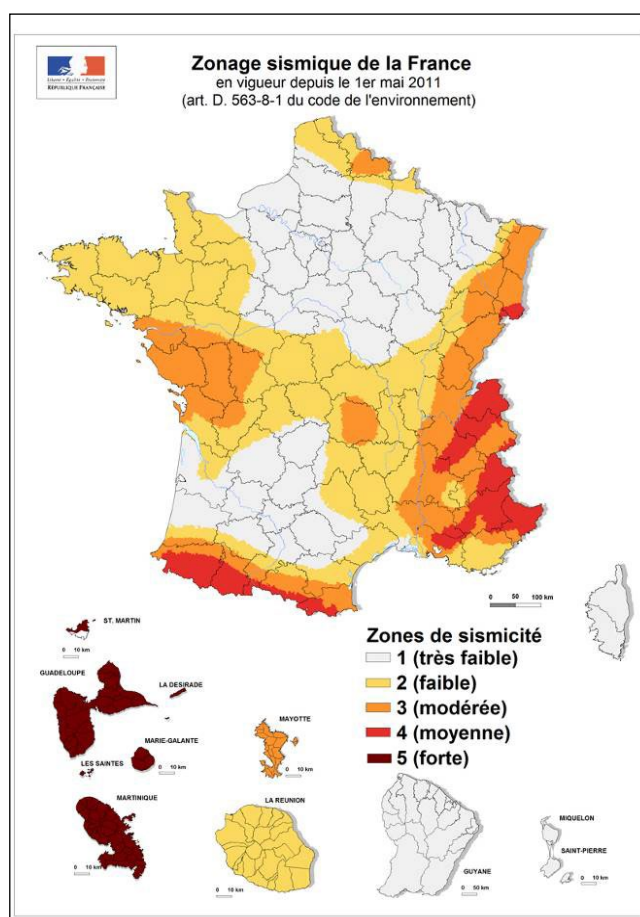 Zonage sismique de la France
en vigueur depuis le 1er mai 2011
(art. D. 563-8-1 du code de l'environnement)
Liberté • Égalité • Fraternité
RÉPUBLIQUE FRANÇAISE
0 50 100 km
Zones de sismicité
1 (très faible)
2 (faible)
3 (modérée)
4 (moyenne)
5 (forte)
ST. MARTIN
0 10 km
GUADELOUPE
LA DESIRADE
MARIE-GALANTE
LES SAINTES
0 10 km
0 10 km
MAYOTTE
0 10 km
MARTINIQUE
0 10 km
LA REUNION
0 10 km
GUYANE
0 50 km
MIQUELON
SAINT-PIERRE
0 10 km